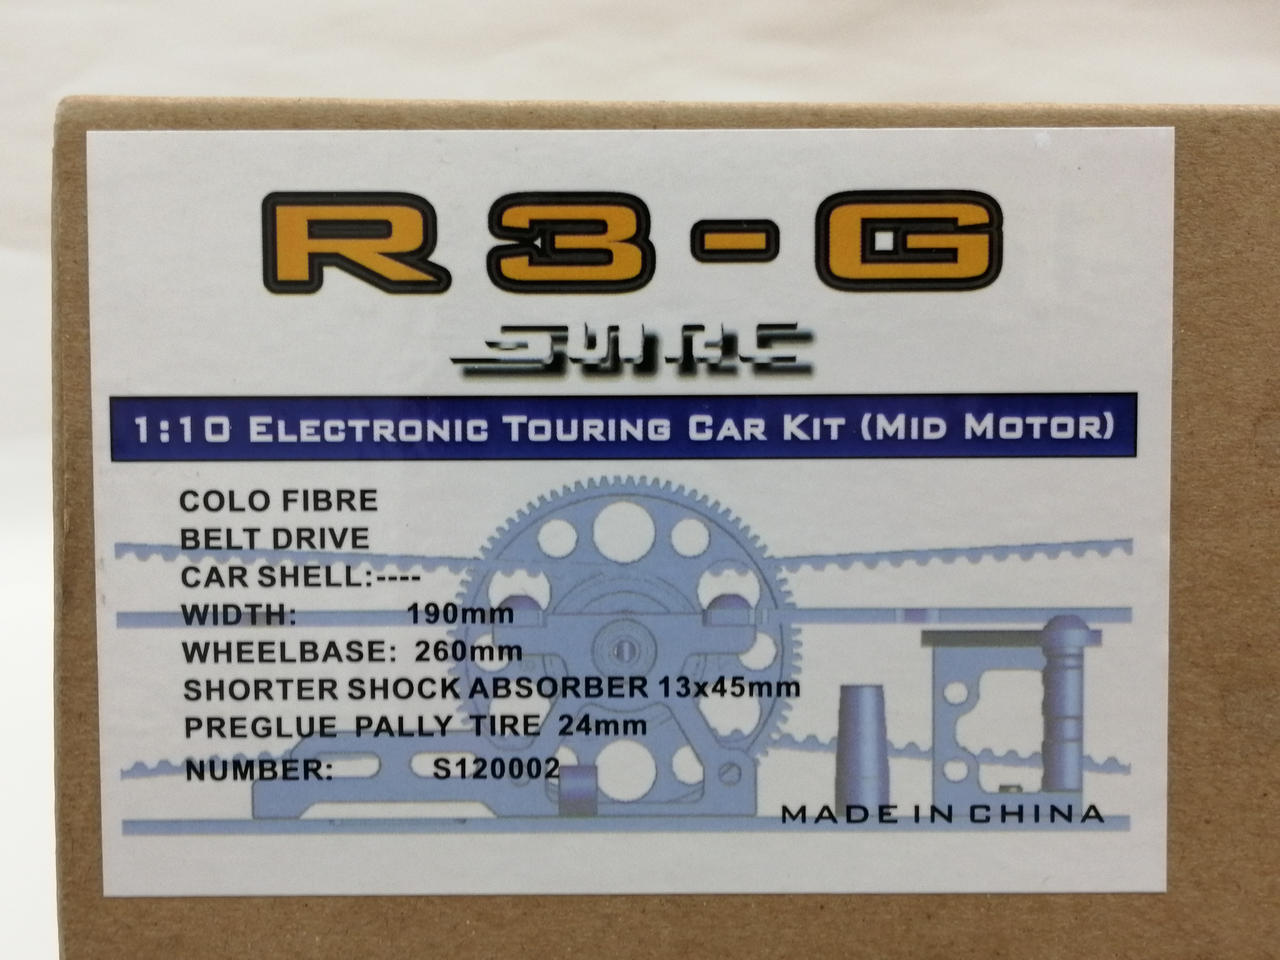 R3-G
1:10 ELECTRONIC TOURING CAR KIT (MID MOTOR)
COLO FIBRE
BELT DRIVE
CAR SHELL:----
WIDTH: 190mm
WHEELBASE: 260mm
SHORTER SHOCK ABSORBER 13x45mm
PREGLUE PALLY TIRE 24mm
NUMBER: S120002
MADE IN CHINA